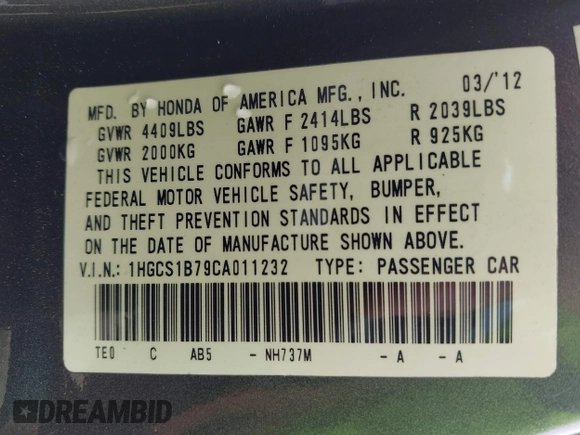 MFD. BY HONDA OF AMERICA MFG., INC. 03/'12
GVWR 4409LBS GAWR F 2414LBS R 2039LBS
GVWR 2000KG GAWR F 1095KG R 925KG
THIS VEHICLE CONFORMS TO ALL APPLICABLE
FEDERAL MOTOR VEHICLE SAFETY, BUMPER,
AND THEFT PREVENTION STANDARDS IN EFFECT
ON THE DATE OF MANUFACTURE SHOWN ABOVE.
V.I.N.: 1HGCS1B79CA011232 TYPE: PASSENGER CAR
TE0 C AB5 - NH737M - A - A
DREAMBID